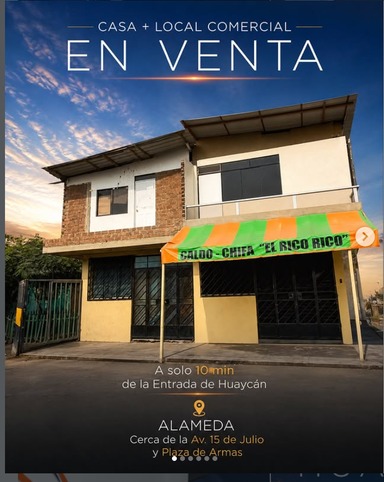 CASA + LOCAL COMERCIAL
EN VENTA
CALDO - CHIFA "EL RICO RICO"
A solo 10 min
de la Entrada de Huaycán
ALAMEDA
Cerca de la Av. 15 de Julio
y Plaza de Armas